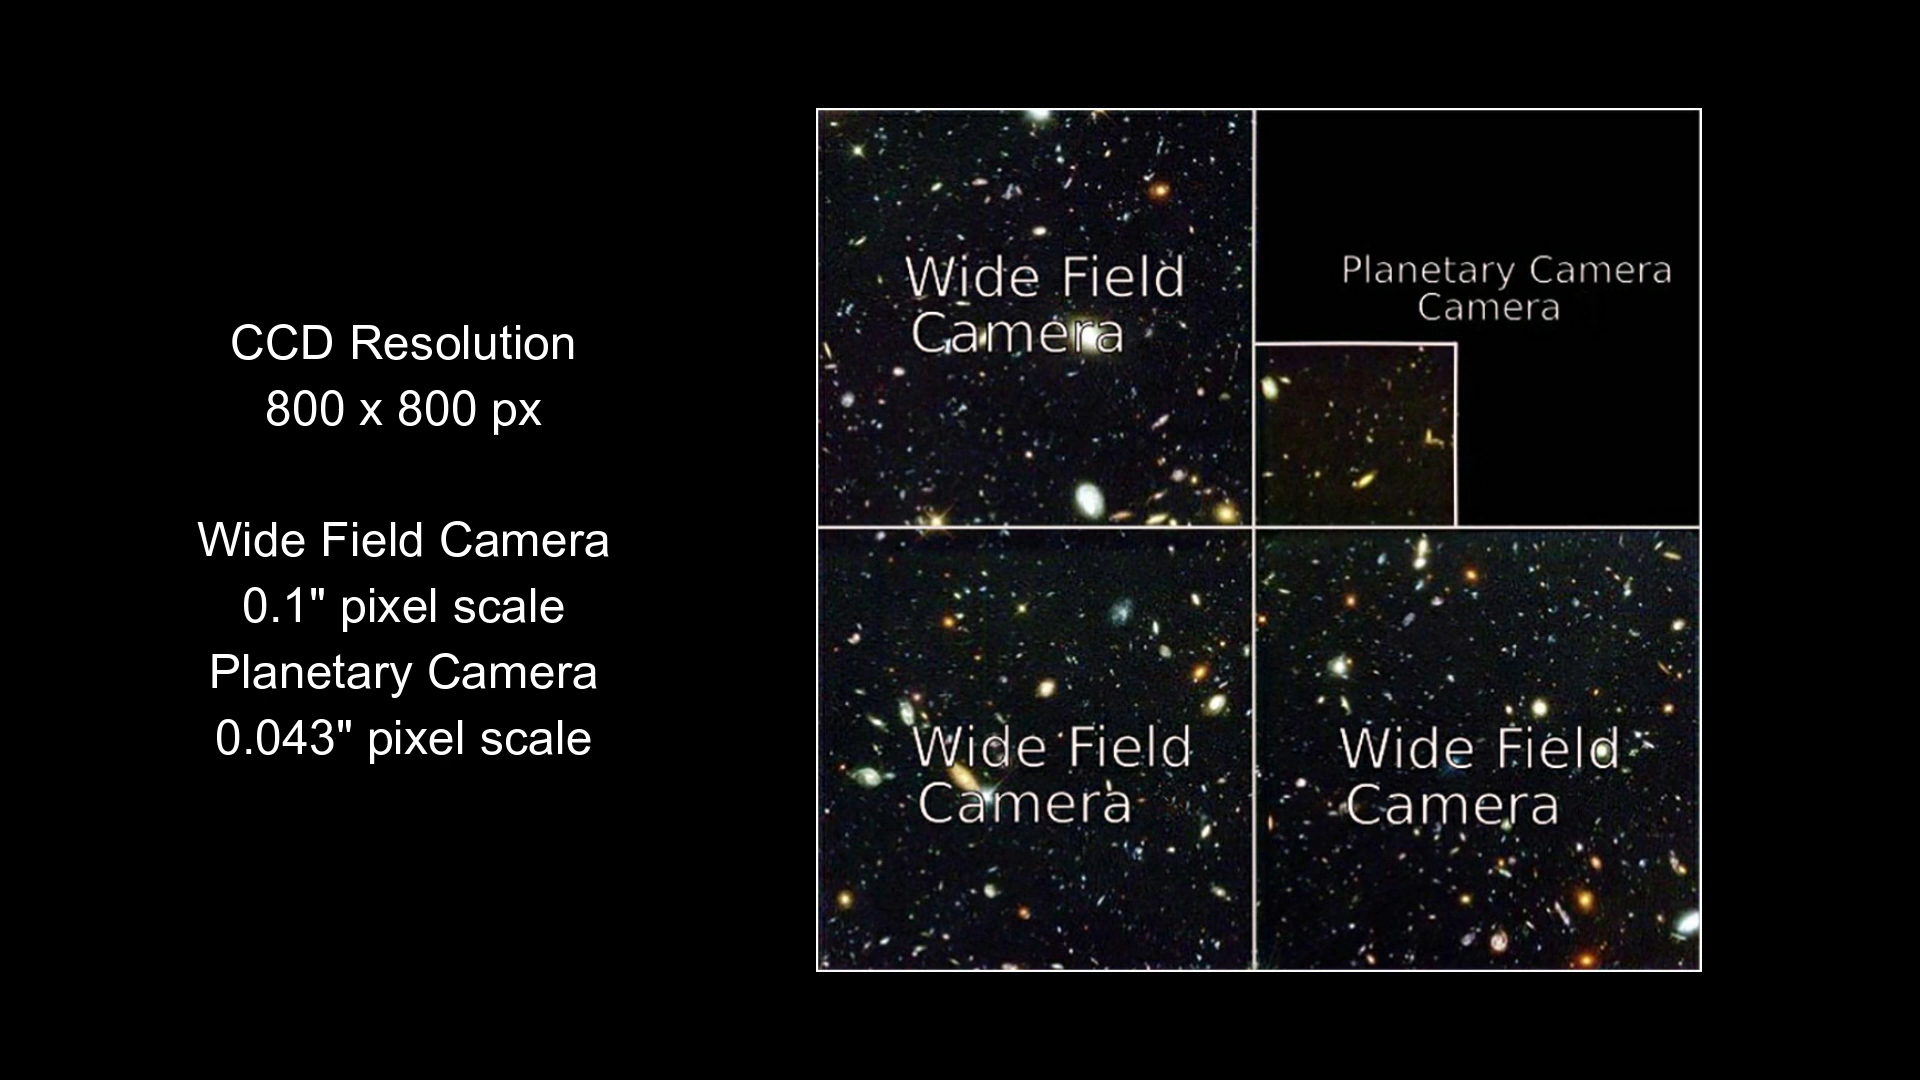 CCD Resolution
800 x 800 px
Wide Field Camera
0.1" pixel scale
Planetary Camera
0.043" pixel scale
Wide Field
Camera
Planetary Camera
Camera
Wide Field
Camera
Wide Field
Camera